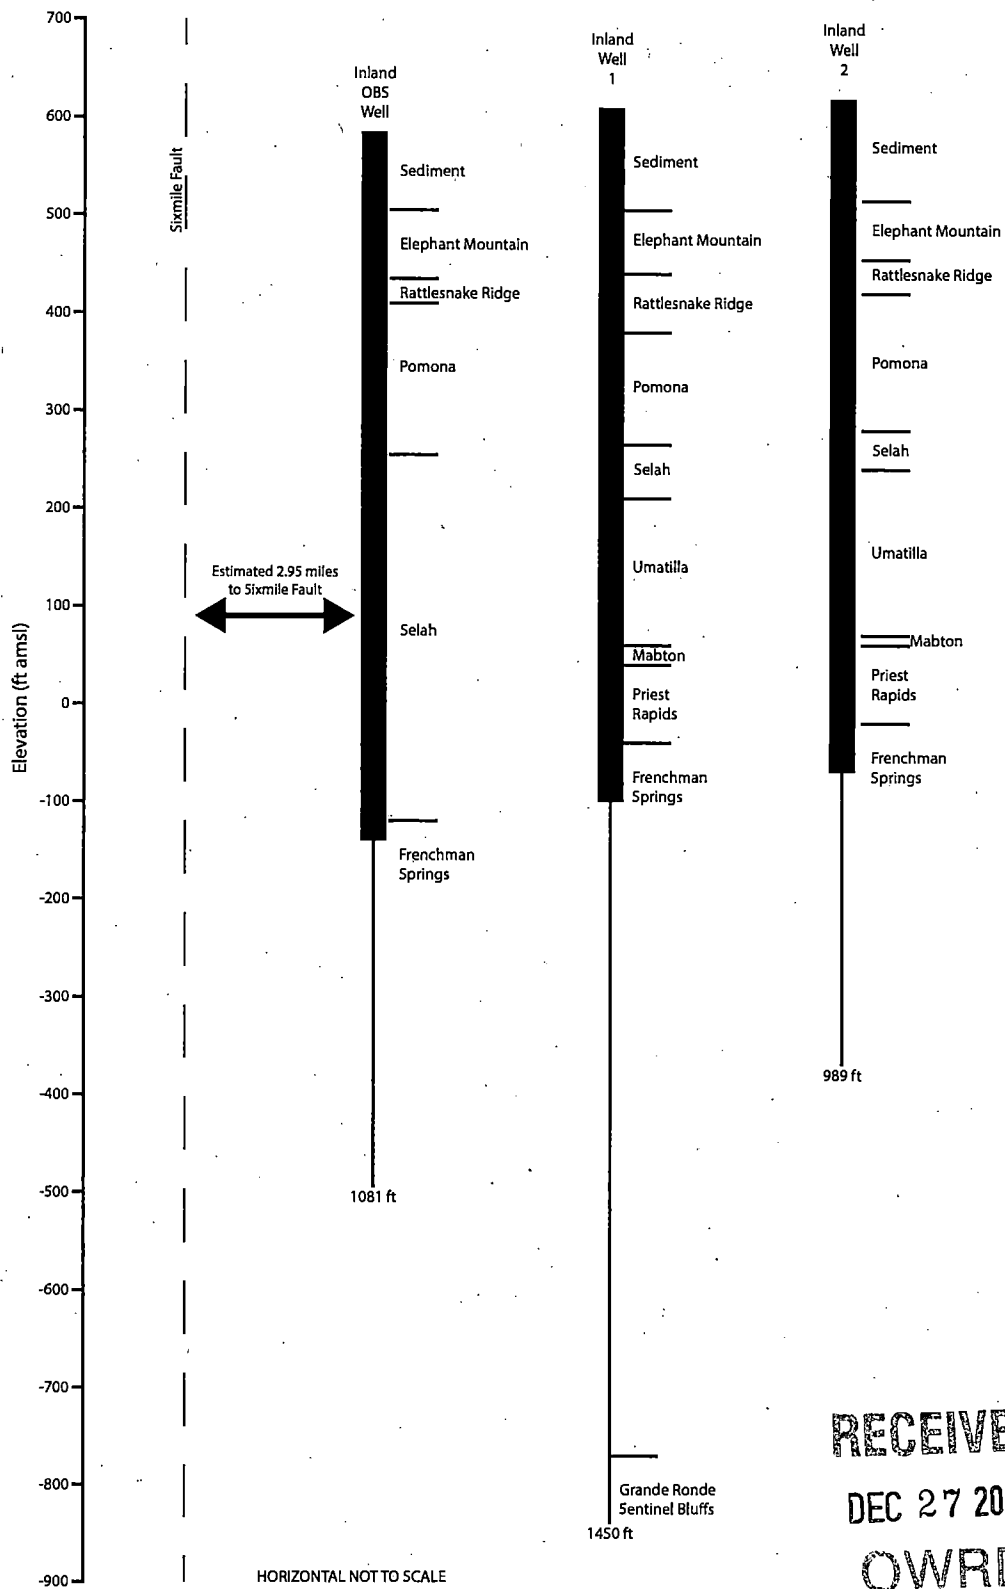 700
600
500
400
300
200
100
0
-100
-200
-300
-400
-500
-600
-700
-800
-900
Elevation (ft amsl)
Sixmile Fault
Estimated 2.95 miles
to Sixmile Fault
Inland
OBS
Well
Sediment
Elephant Mountain
Rattlesnake Ridge
Pomona
Selah
Frenchman
Springs
1081 ft
Inland
Well
1
Sediment
Elephant Mountain
Rattlesnake Ridge
Pomona
Selah
Umatilla
Mabton
Priest
Rapids
Frenchman
Springs
Grande Ronde
Sentinel Bluffs
1450 ft
Inland
Well
2
Sediment
Elephant Mountain
Rattlesnake Ridge
Pomona
Selah
Umatilla
Mabton
Priest
Rapids
Frenchman
Springs
989 ft
HORIZONTAL NOT TO SCALE
RECEIVE
DEC 27 20
OWR